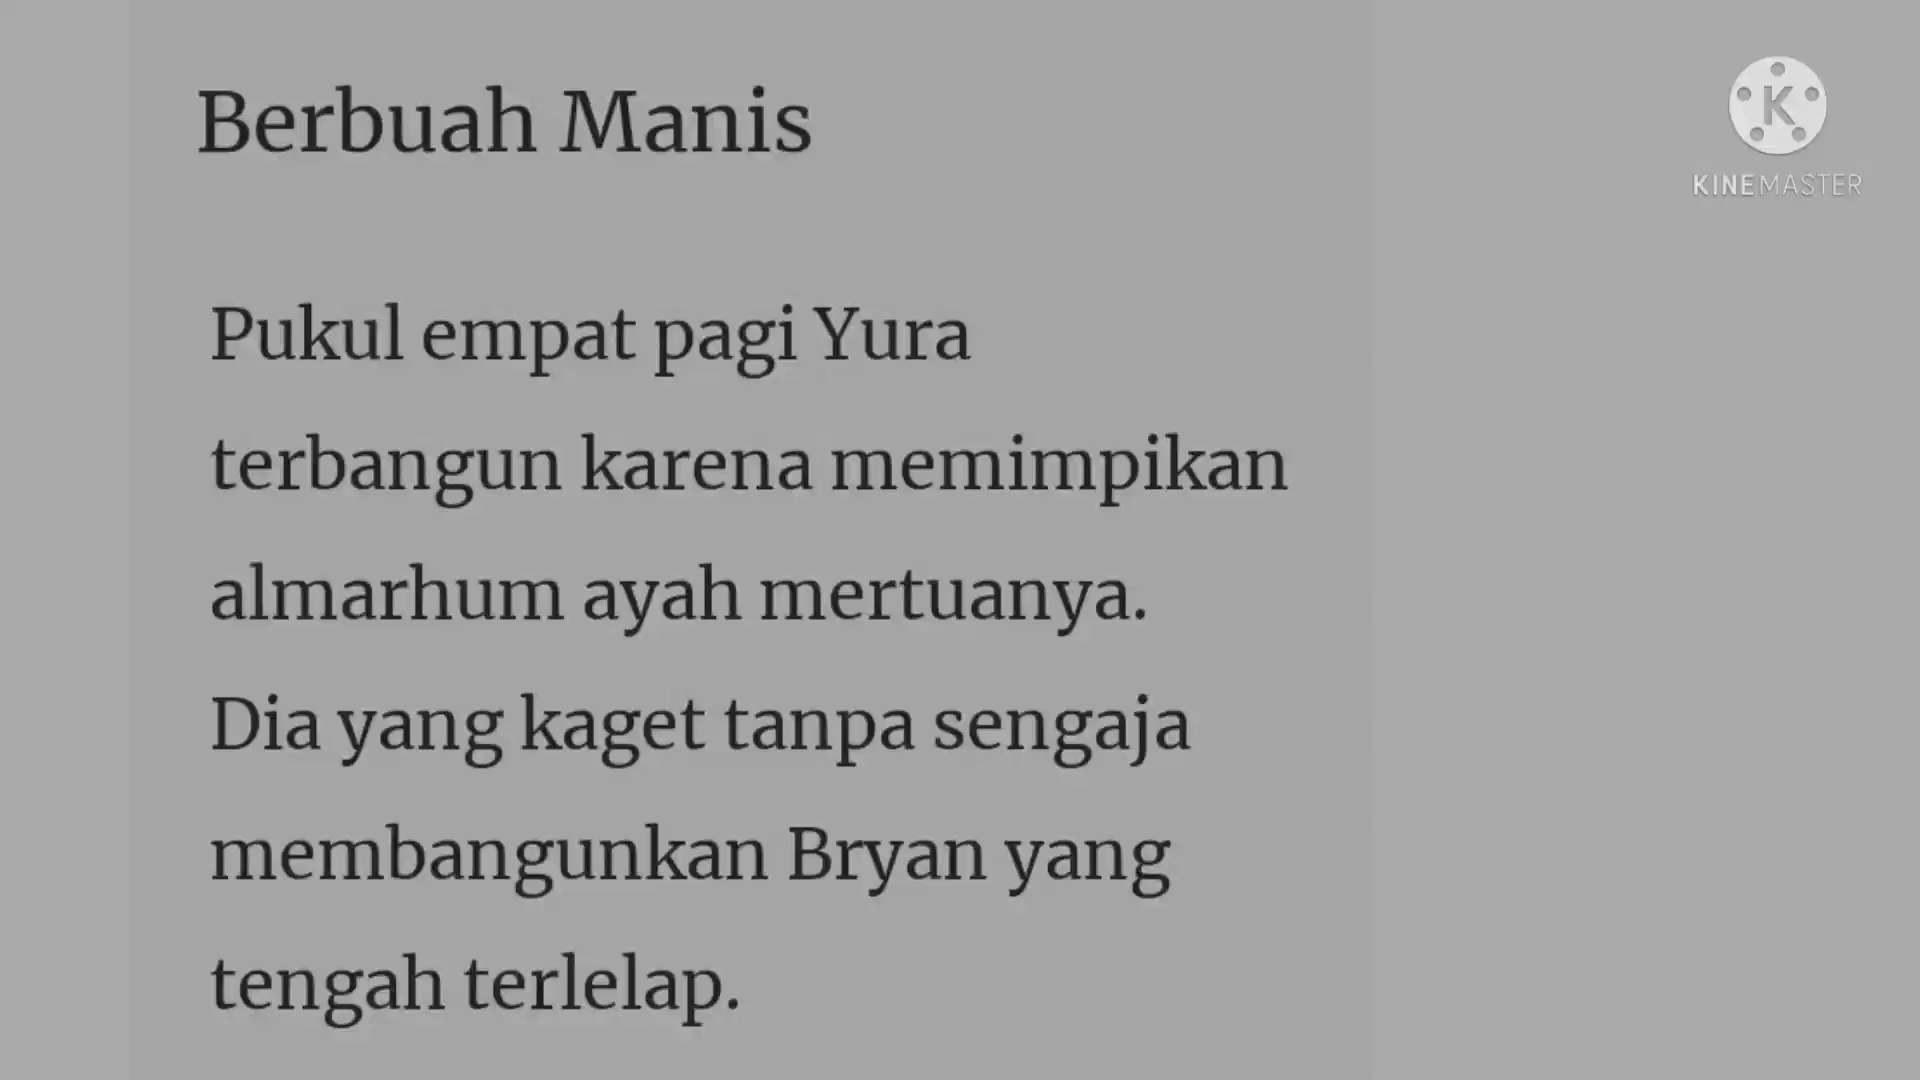 Berbuah Manis
K
KINEMASTER
Pukul empat pagi Yura
terbangun karena memimpikan
almarhum ayah mertuanya.
Dia yang kaget tanpa sengaja
membangunkan Bryan yang
tengah terlelap.